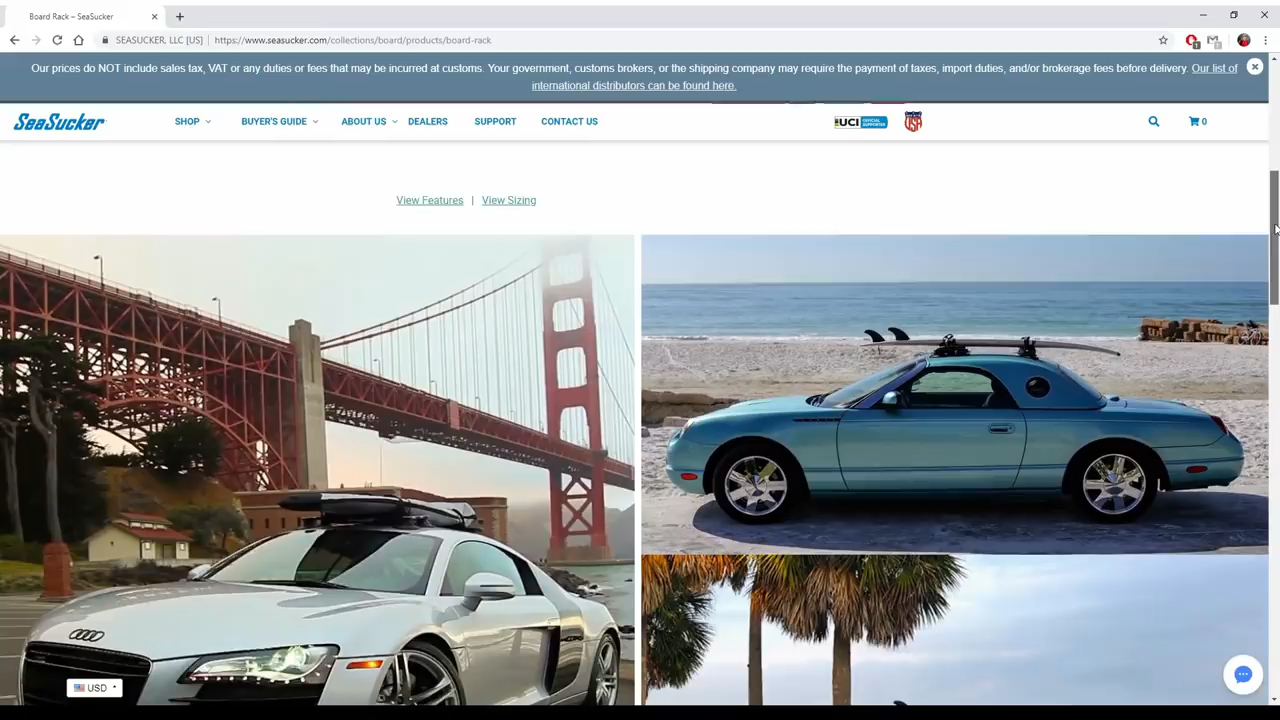 Board Rack – SeaSucker
SEASUCKER, LLC [US] | https://www.seasucker.com/collections/board/products/board-rack
Our prices do NOT include sales tax, VAT or any duties or fees that may be incurred at customs. Your government, customs brokers, or the shipping company may require the payment of taxes, import duties, and/or brokerage fees before delivery. Our list of
international distributors can be found here.
SeaSucker SHOP BUYER'S GUIDE ABOUT US DEALERS SUPPORT CONTACT US UCI OFFICIAL SUPPORTER USA 0
View Features | View Sizing
USD